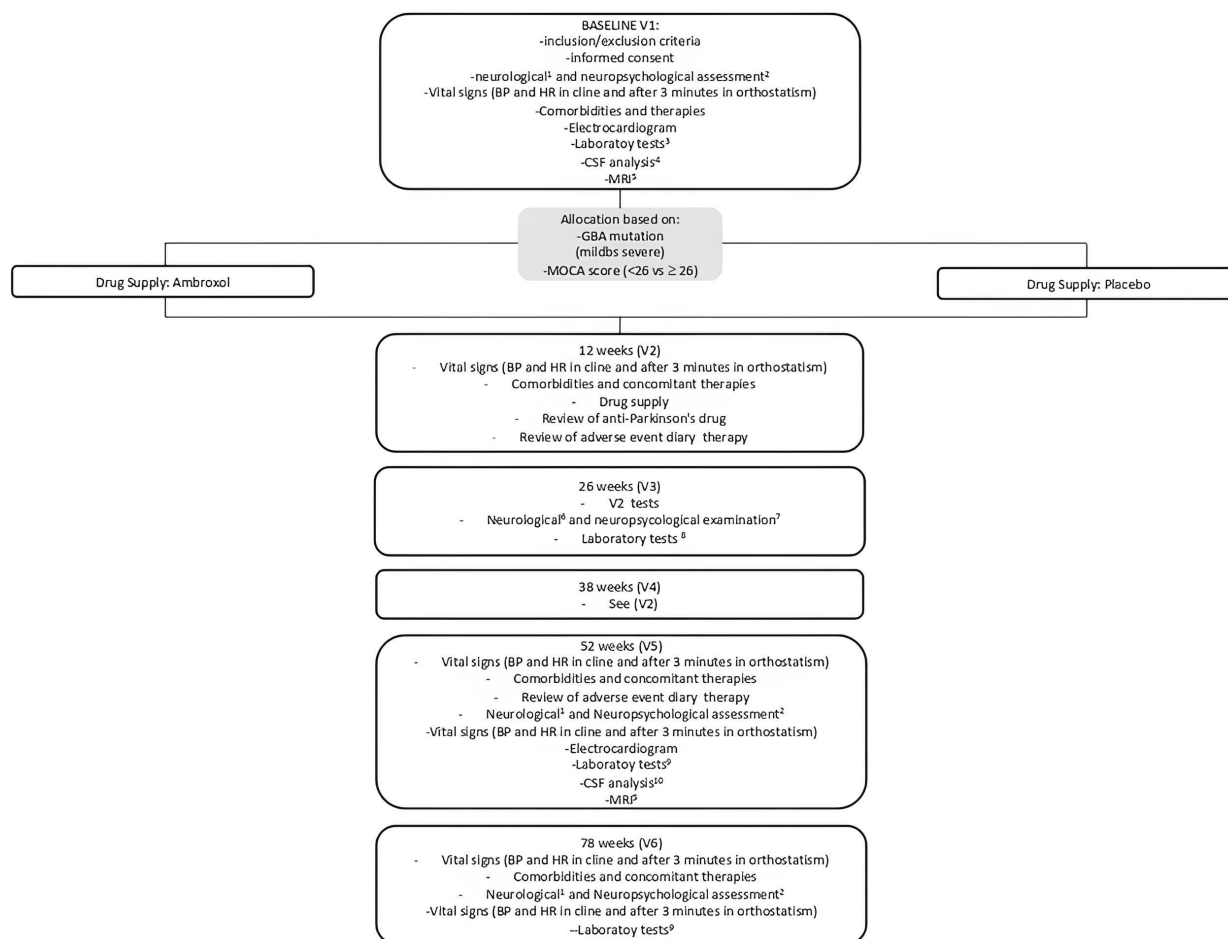 BASELINE V1:
-inclusion/exclusion criteria
-informed consent
-neurological¹ and neuropsychological assessment²
-Vital signs (BP and HR in cline and after 3 minutes in orthostatism)
-Comorbidities and therapies
-Electrocardiogram
-Laboratoy tests³
-CSF analysis⁴
-MRI⁵
Allocation based on:
-GBA mutation
(mildbs severe)
-MOCA score (<26 vs ≥ 26)
Drug Supply: Ambroxol
Drug Supply: Placebo
12 weeks (V2)
- Vital signs (BP and HR in cline and after 3 minutes in orthostatism)
- Comorbidities and concomitant therapies
- Drug supply
- Review of anti-Parkinson's drug
- Review of adverse event diary therapy
26 weeks (V3)
- V2 tests
- Neurological⁶ and neuropsycological examination⁷
- Laboratory tests ⁸
38 weeks (V4)
- See (V2)
52 weeks (V5)
- Vital signs (BP and HR in cline and after 3 minutes in orthostatism)
- Comorbidities and concomitant therapies
- Review of adverse event diary therapy
- Neurological¹ and Neuropsychological assessment²
-Vital signs (BP and HR in cline and after 3 minutes in orthostatism)
-Electrocardiogram
-Laboratoy tests⁹
-CSF analysis¹⁰
-MRI⁵
78 weeks (V6)
- Vital signs (BP and HR in cline and after 3 minutes in orthostatism)
- Comorbidities and concomitant therapies
- Neurological¹ and Neuropsychological assessment²
-Vital signs (BP and HR in cline and after 3 minutes in orthostatism)
--Laboratoy tests⁹